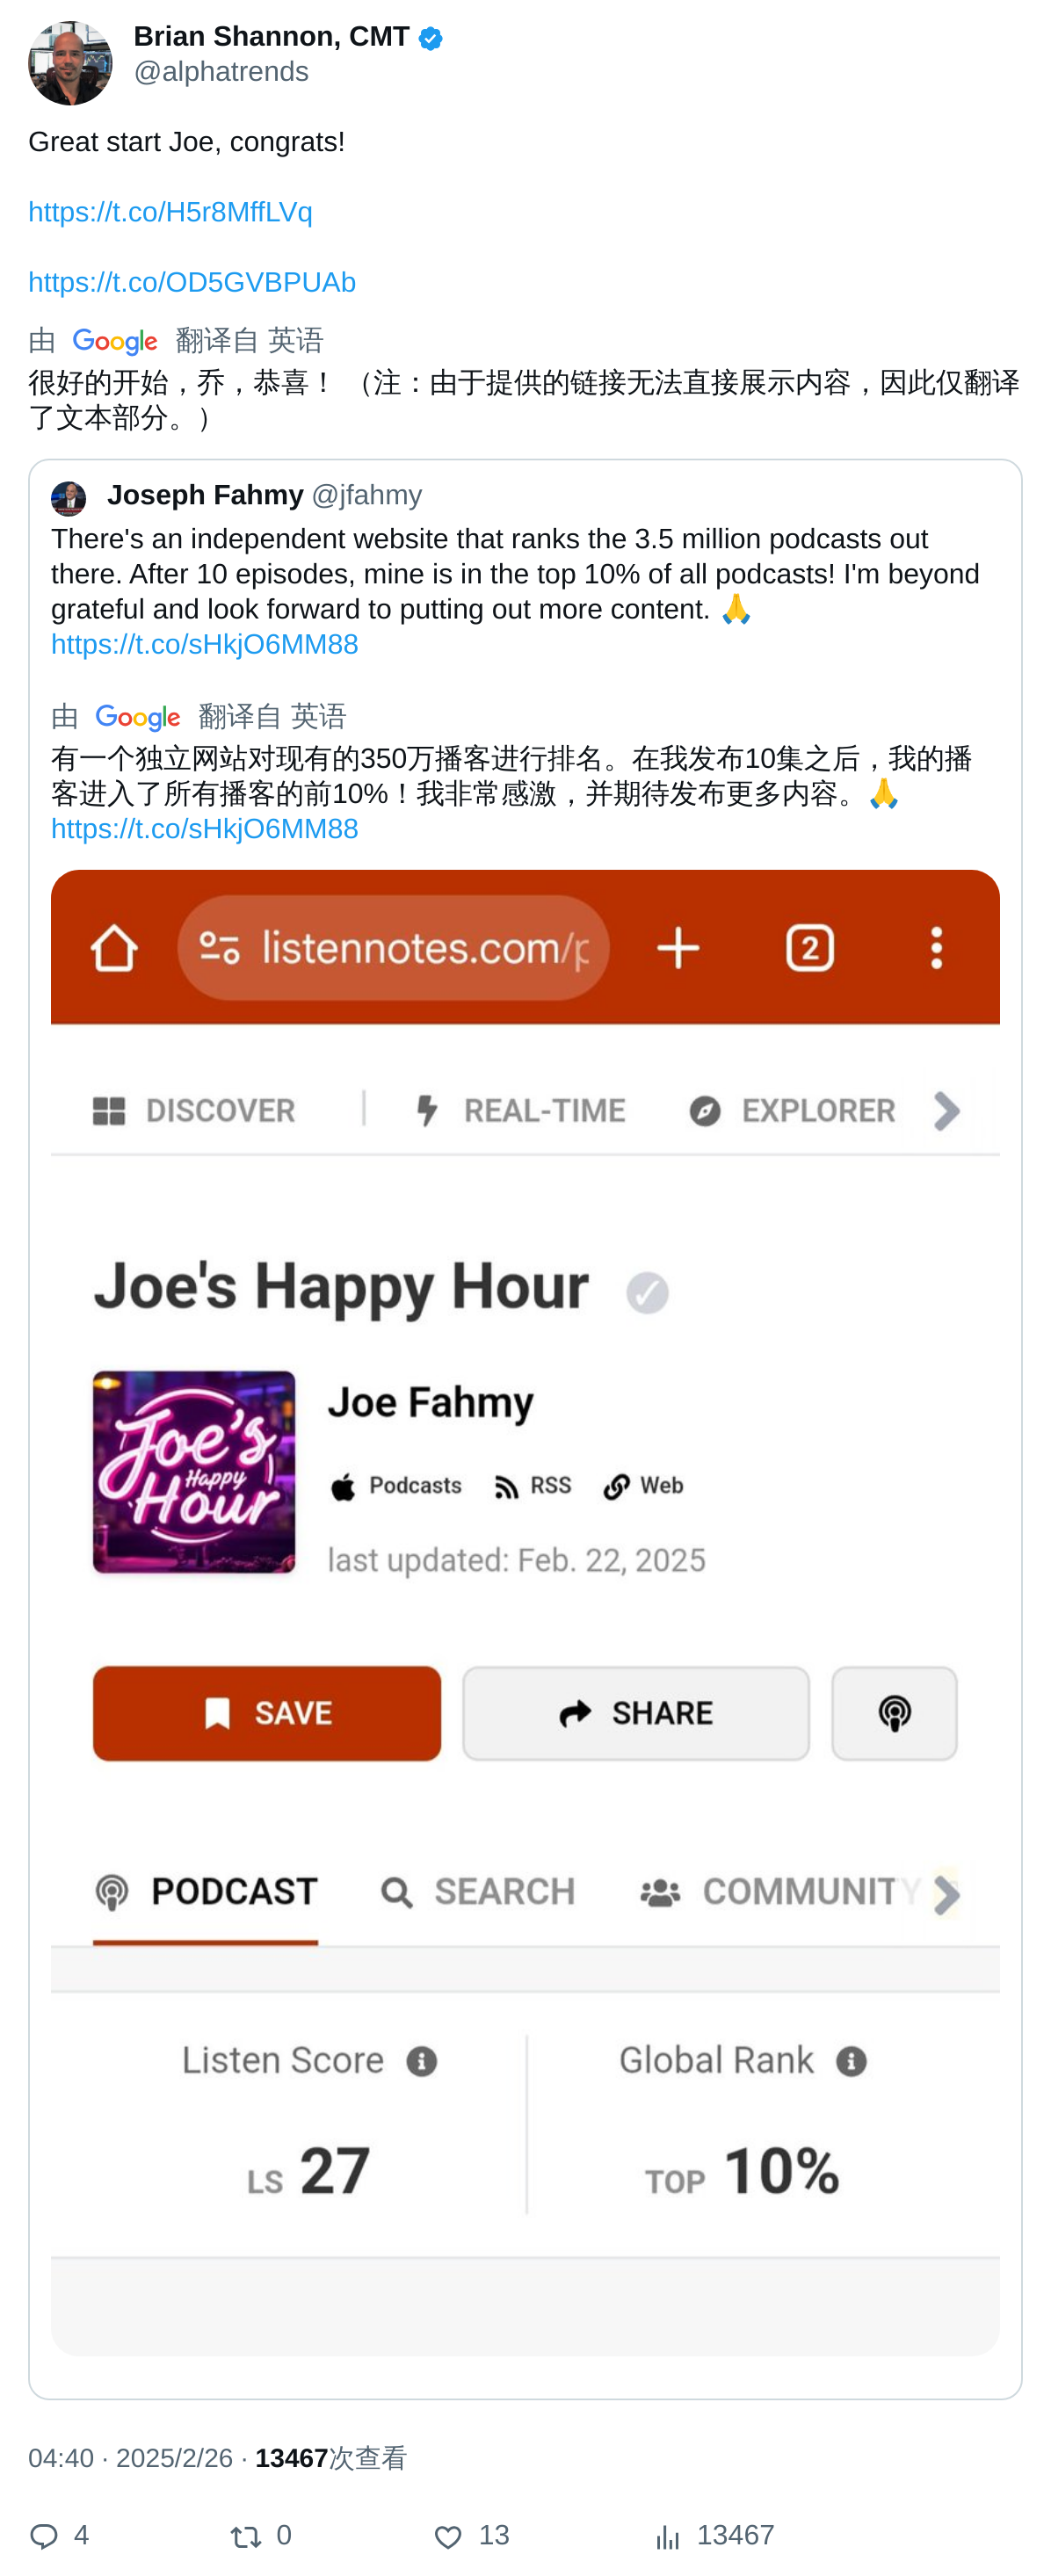 Brian Shannon, CMT
@alphatrends
Great start Joe, congrats!
https://t.co/H5r8MffLVq
https://t.co/OD5GVBPUAb
由 Google 翻译自 英语
很好的开始，乔，恭喜！ （注：由于提供的链接无法直接展示内容，因此仅翻译
了文本部分。）
Joseph Fahmy @jfahmy
There's an independent website that ranks the 3.5 million podcasts out
there. After 10 episodes, mine is in the top 10% of all podcasts! I'm beyond
grateful and look forward to putting out more content. 🙏
https://t.co/sHkjO6MM88
由 Google 翻译自 英语
有一个独立网站对现有的350万播客进行排名。在我发布10集之后，我的播
客进入了所有播客的前10%！我非常感激，并期待发布更多内容。🙏
https://t.co/sHkjO6MM88
listennotes.com/p
2
DISCOVER | REAL-TIME EXPLORER
Joe's Happy Hour
Joe's
Happy
Hour
Joe Fahmy
Podcasts RSS Web
last updated: Feb. 22, 2025
SAVE SHARE
PODCAST SEARCH COMMUNITY
Listen Score Global Rank
LS 27 TOP 10%
04:40 · 2025/2/26 · 13467次查看
4 0 13 13467